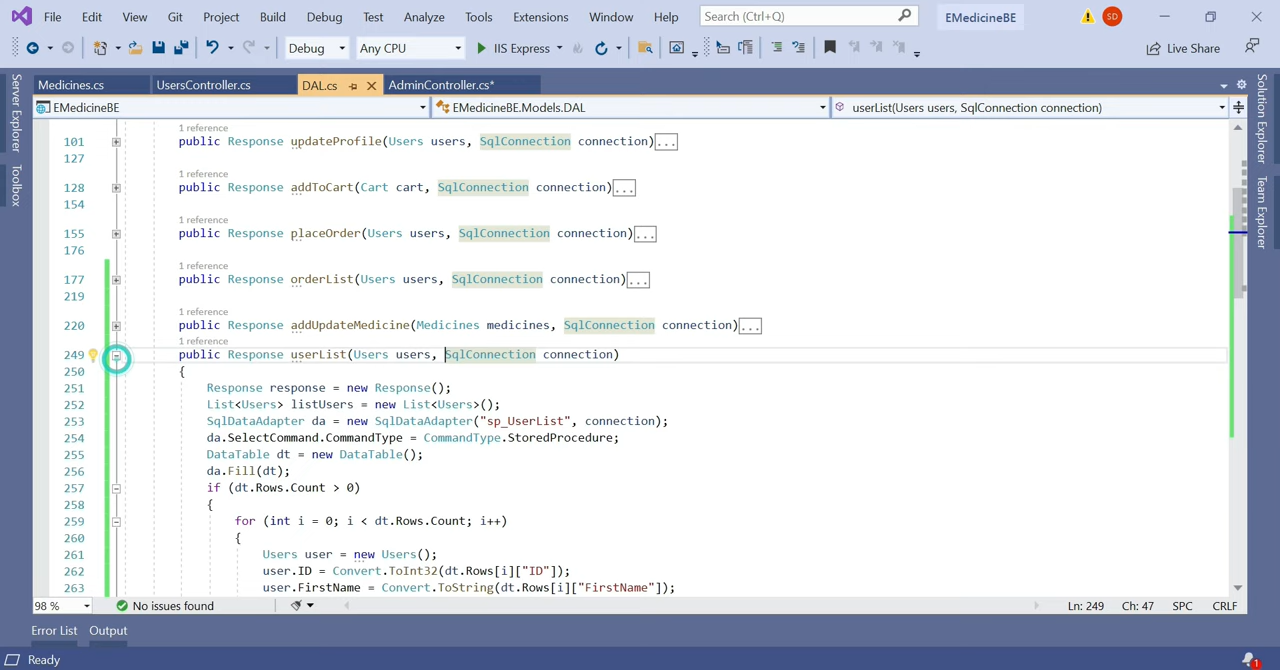 File Edit View Git Project Build Debug Test Analyze Tools Extensions Window Help Search (Ctrl+Q) EMedicineBE SD
Debug Any CPU IIS Express Live Share
Medicines.cs UsersController.cs DAL.cs AdminController.cs*
EMedicineBE EMedicineBE.Models.DAL userList(Users users, SqlConnection connection)
Server Explorer
Toolbox
Solution Explorer
Team Explorer
1 reference
101 public Response updateProfile(Users users, SqlConnection connection)...
127
1 reference
128 public Response addToCart(Cart cart, SqlConnection connection)...
154
1 reference
155 public Response placeOrder(Users users, SqlConnection connection)...
176
1 reference
177 public Response orderList(Users users, SqlConnection connection)...
219
1 reference
220 public Response addUpdateMedicine(Medicines medicines, SqlConnection connection)...
1 reference
249 public Response userList(Users users, SqlConnection connection)
250 {
251 Response response = new Response();
252 List<Users> listUsers = new List<Users>();
253 SqlDataAdapter da = new SqlDataAdapter("sp_UserList", connection);
254 da.SelectCommand.CommandType = CommandType.StoredProcedure;
255 DataTable dt = new DataTable();
256 da.Fill(dt);
257 if (dt.Rows.Count > 0)
258 {
259 for (int i = 0; i < dt.Rows.Count; i++)
260 {
261 Users user = new Users();
262 user.ID = Convert.ToInt32(dt.Rows[i]["ID"]);
263 user.FirstName = Convert.ToString(dt.Rows[i]["FirstName"]);
98 % No issues found Ln: 249 Ch: 47 SPC CRLF
Error List Output
Ready 1